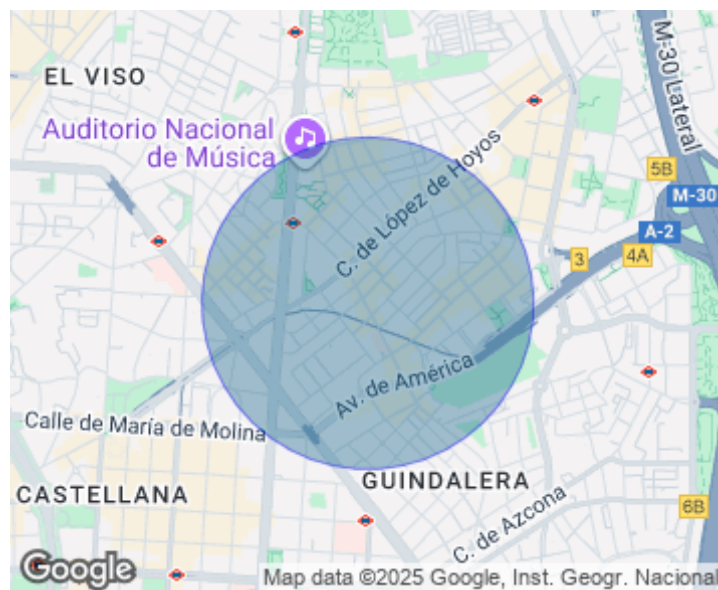 EL VISO
Auditorio Nacional
de Música
M-30 Lateral
C. de López de Hoyos
5B
M-30
A-2
3
4A
Av. de América
Calle de María de Molina
GUINDALERA
CASTELLANA
C. de Azcona
6B
Google
Map data ©2025 Google, Inst. Geogr. Nacional